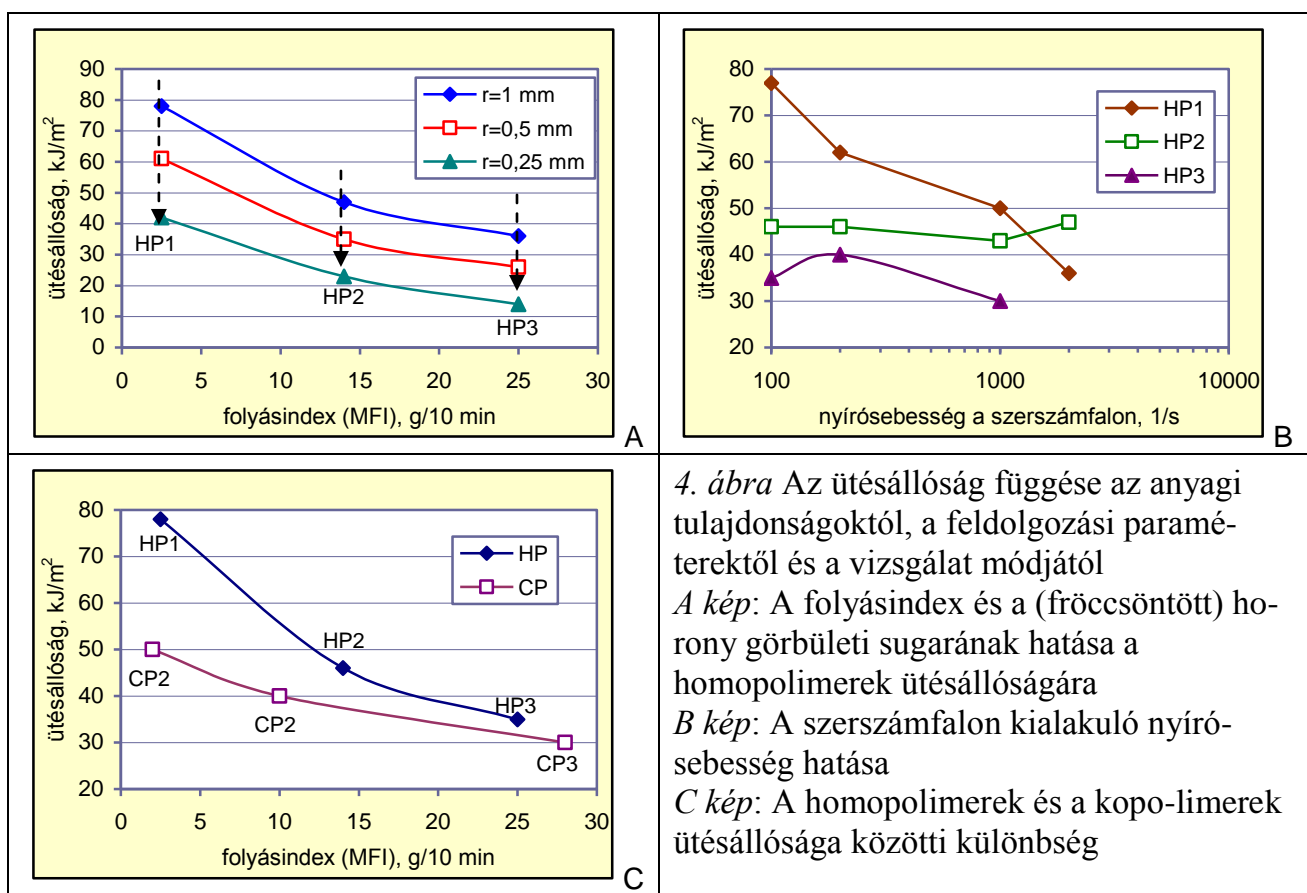 ütésállóság, kJ/m²
90
80
70
60
50
40
30
20
10
0
r=1 mm
r=0,5 mm
r=0,25 mm
HP1
HP2
HP3
0 5 10 15 20 25 30
folyásindex (MFI), g/10 min
A
ütésállóság, kJ/m²
80
70
60
50
40
30
20
HP1
HP2
HP3
100 1000 10000
nyírósebesség a szerszámfalon, 1/s
B
ütésállóság, kJ/m²
80
70
60
50
40
30
20
HP
CP
HP1
HP2
HP3
CP2
CP2
CP3
0 5 10 15 20 25 30
folyásindex (MFI), g/10 min
C
4. ábra Az ütésállóság függése az anyagi
tulajdonságoktól, a feldolgozási paramé-
terektől és a vizsgálat módjától
A kép: A folyásindex és a (fröccsöntött) ho-
rony görbületi sugarának hatása a
homopolimerek ütésállóságára
B kép: A szerszámfalon kialakuló nyíró-
sebesség hatása
C kép: A homopolimerek és a kopo-limerek
ütésállósága közötti különbség